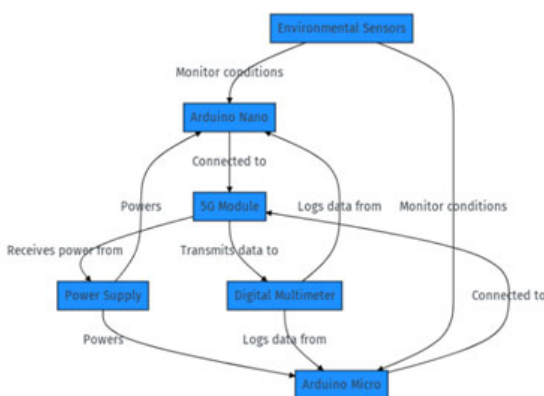 Environmental Sensors
Monitor conditions
Arduino Nano
Connected to
5G Module
Powers
Logs data from
Monitor conditions
Receives power from
Transmits data to
Power Supply
Digital Multimeter
Connected to
Powers
Logs data from
Arduino Micro